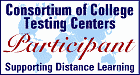 Consortium of College
Testing Centers
Participant
Supporting Distance Learning